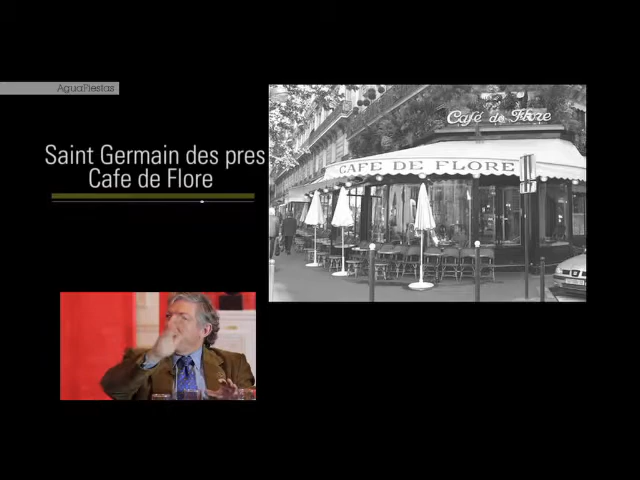 AguaFiestas
Saint Germain des pres
Cafe de Flore
Café de Flore
CAFE DE FLORE